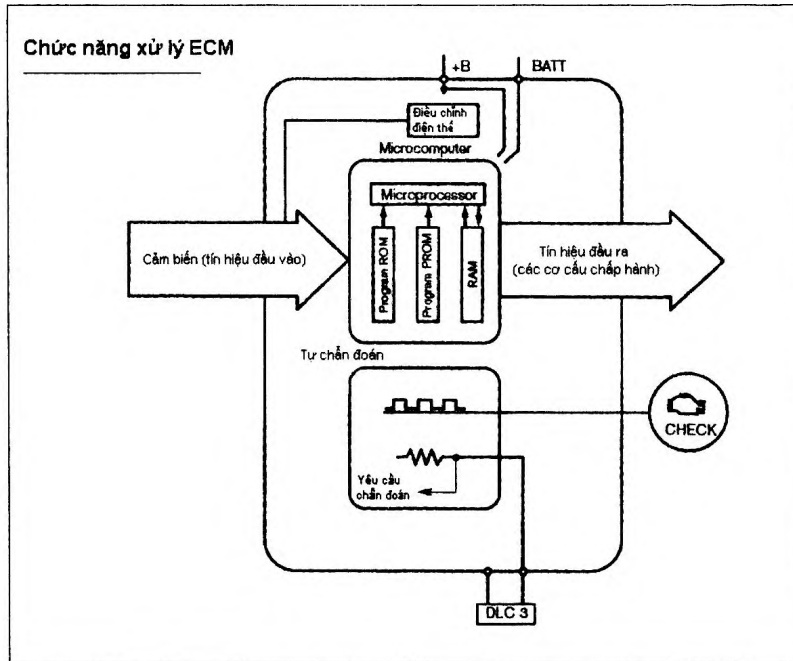 Chức năng xử lý ECM
+B
BATT
Điều chỉnh
điện thế
Microcomputer
Microprocessor
Program ROM
Program PROM
RAM
Cảm biến (tín hiệu đầu vào)
Tín hiệu đầu ra
(các cơ cấu chấp hành)
Tự chẩn đoán
CHECK
Yêu cầu
chẩn đoán
DLC 3